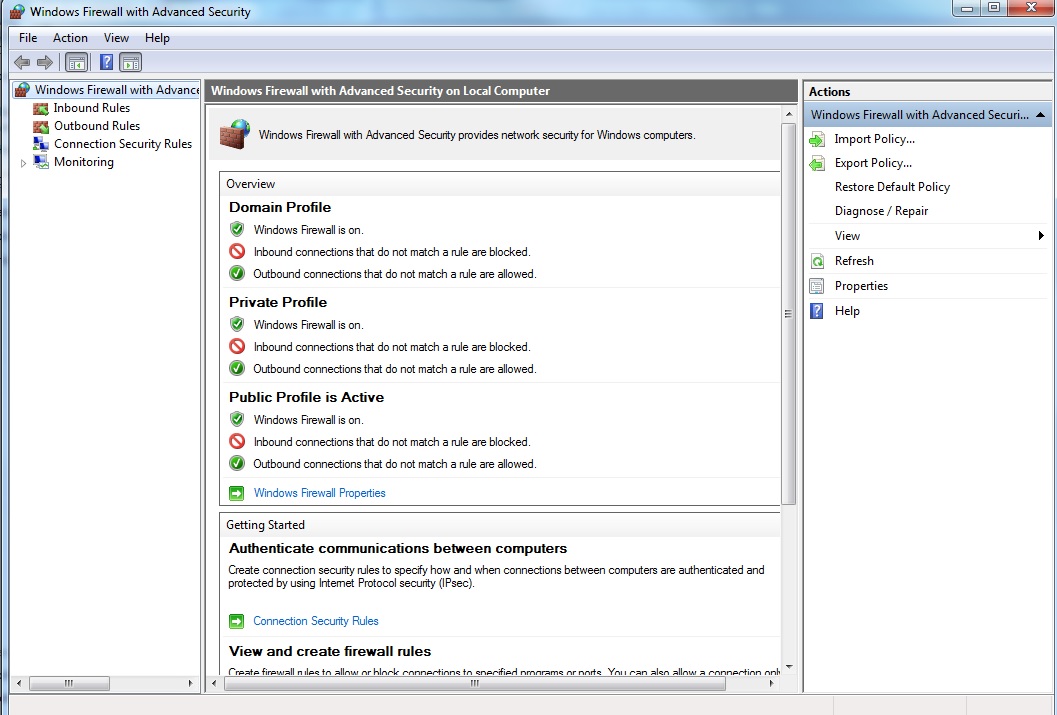 Windows Firewall with Advanced Security
File Action View Help
Windows Firewall with Advance
Inbound Rules
Outbound Rules
Connection Security Rules
Monitoring
Windows Firewall with Advanced Security on Local Computer
Windows Firewall with Advanced Security provides network security for Windows computers.
Overview
Domain Profile
Windows Firewall is on.
Inbound connections that do not match a rule are blocked.
Outbound connections that do not match a rule are allowed.
Private Profile
Windows Firewall is on.
Inbound connections that do not match a rule are blocked.
Outbound connections that do not match a rule are allowed.
Public Profile is Active
Windows Firewall is on.
Inbound connections that do not match a rule are blocked.
Outbound connections that do not match a rule are allowed.
Windows Firewall Properties
Getting Started
Authenticate communications between computers
Create connection security rules to specify how and when connections between computers are authenticated and
protected by using Internet Protocol security (IPsec).
Connection Security Rules
View and create firewall rules
Create firewall rules to allow or block connections to specified programs or ports. You can also allow a connection only
Actions
Windows Firewall with Advanced Securi...
Import Policy...
Export Policy...
Restore Default Policy
Diagnose / Repair
View
Refresh
Properties
Help